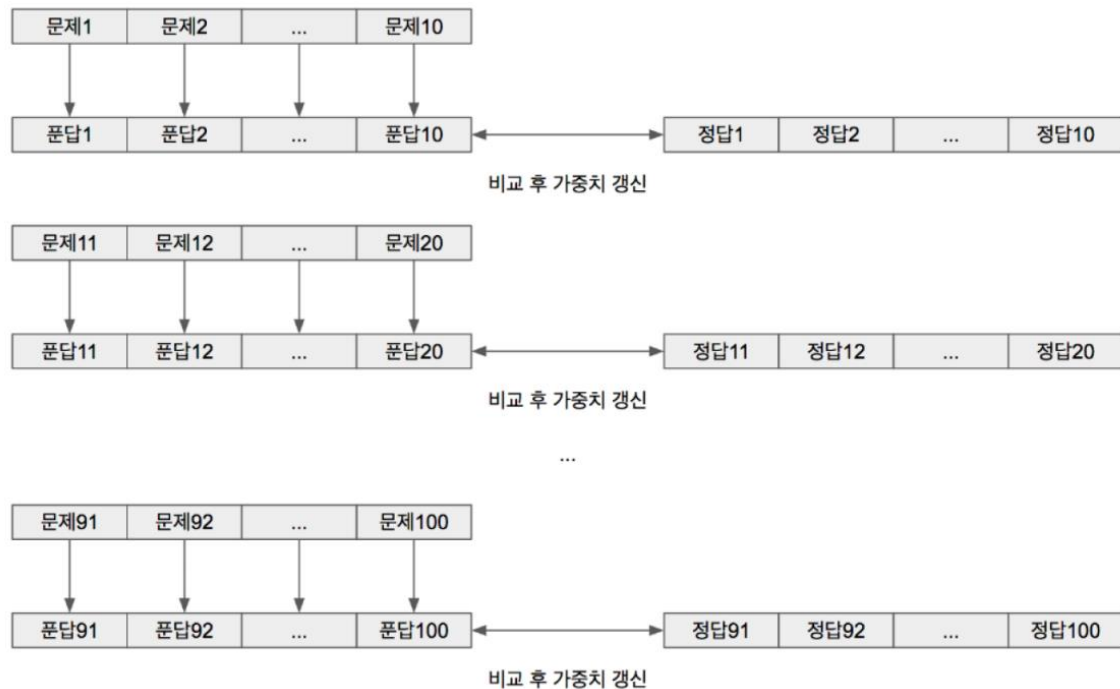 문제1 문제2 ... 문제10
푼답1 푼답2 ... 푼답10 정답1 정답2 ... 정답10
비교 후 가중치 갱신
문제11 문제12 ... 문제20
푼답11 푼답12 ... 푼답20 정답11 정답12 ... 정답20
비교 후 가중치 갱신
...
문제91 문제92 ... 문제100
푼답91 푼답92 ... 푼답100 정답91 정답92 ... 정답100
비교 후 가중치 갱신